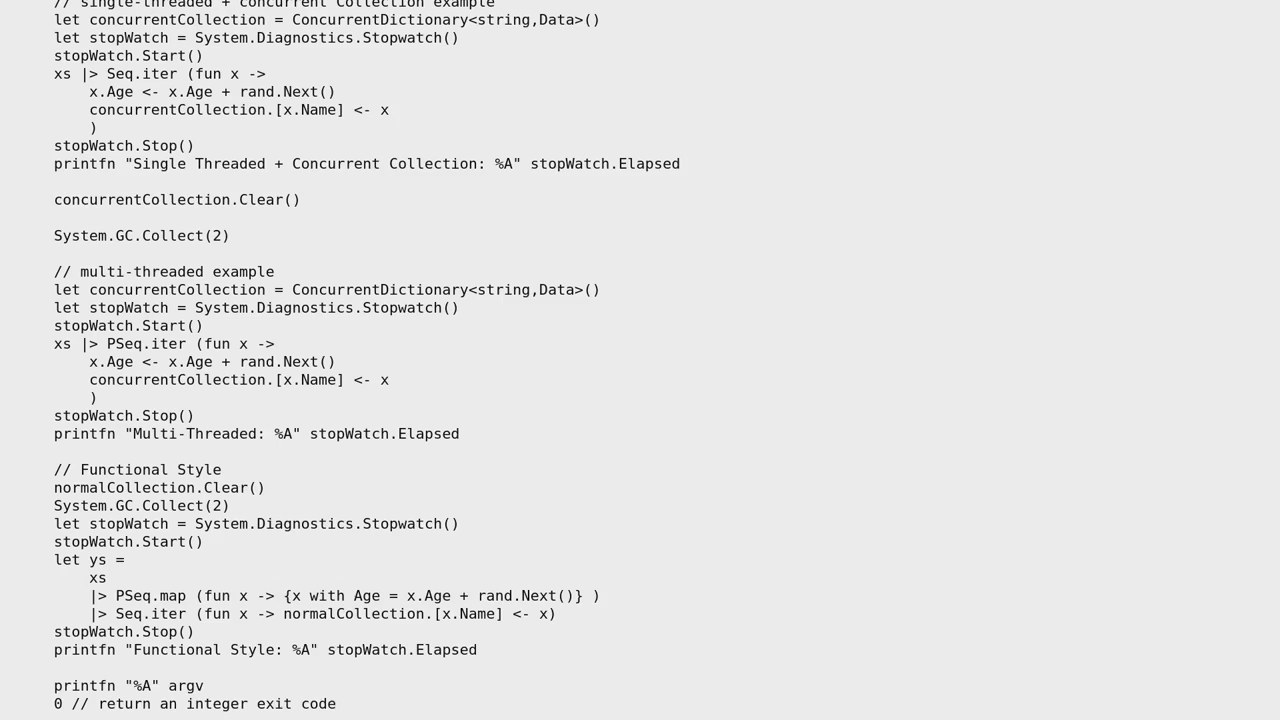 // single-threaded + concurrent Collection example
let concurrentCollection = ConcurrentDictionary<string,Data>()
let stopWatch = System.Diagnostics.Stopwatch()
stopWatch.Start()
xs |> Seq.iter (fun x ->
    x.Age <- x.Age + rand.Next()
    concurrentCollection.[x.Name] <- x
    )
stopWatch.Stop()
printfn "Single Threaded + Concurrent Collection: %A" stopWatch.Elapsed

concurrentCollection.Clear()

System.GC.Collect(2)

// multi-threaded example
let concurrentCollection = ConcurrentDictionary<string,Data>()
let stopWatch = System.Diagnostics.Stopwatch()
stopWatch.Start()
xs |> PSeq.iter (fun x ->
    x.Age <- x.Age + rand.Next()
    concurrentCollection.[x.Name] <- x
    )
stopWatch.Stop()
printfn "Multi-Threaded: %A" stopWatch.Elapsed

// Functional Style
normalCollection.Clear()
System.GC.Collect(2)
let stopWatch = System.Diagnostics.Stopwatch()
stopWatch.Start()
let ys =
    xs
    |> PSeq.map (fun x -> {x with Age = x.Age + rand.Next()} )
    |> Seq.iter (fun x -> normalCollection.[x.Name] <- x)
stopWatch.Stop()
printfn "Functional Style: %A" stopWatch.Elapsed

printfn "%A" argv
0 // return an integer exit code